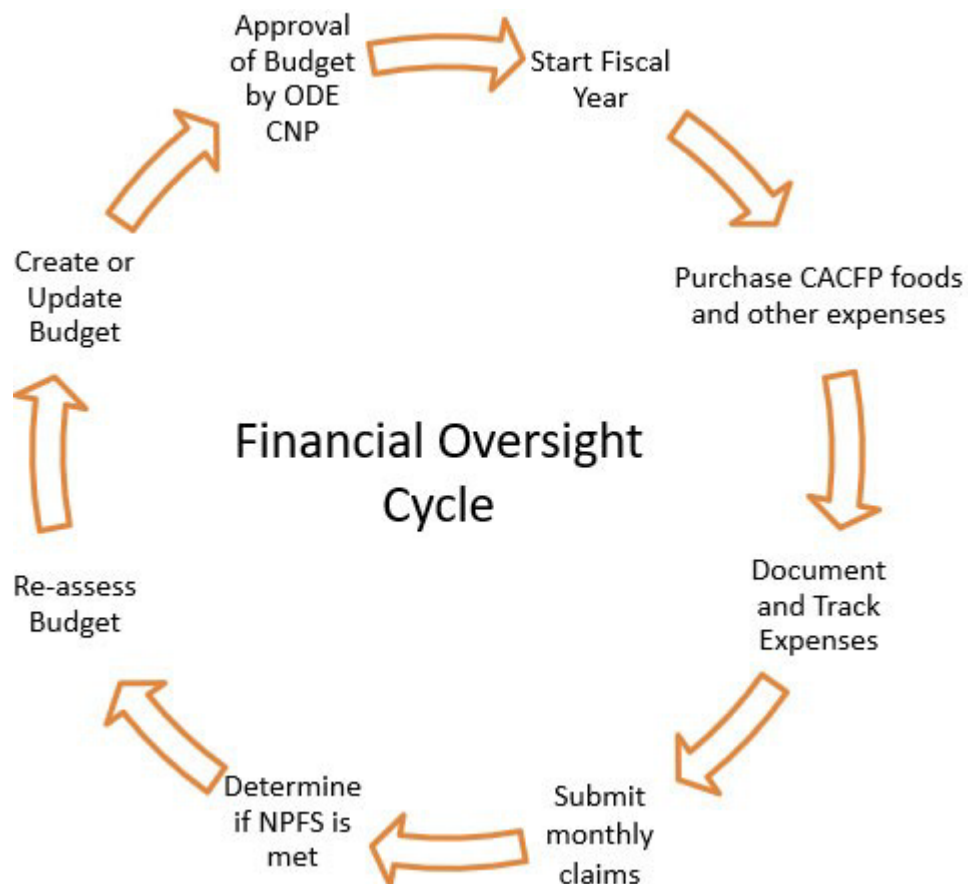 Approval
of Budget
by ODE
CNP
Start Fiscal
Year
Purchase CACFP foods
and other expenses
Document
and Track
Expenses
Submit
monthly
claims
Determine
if NPFS is
met
Re-assess
Budget
Create or
Update
Budget
Financial Oversight
Cycle